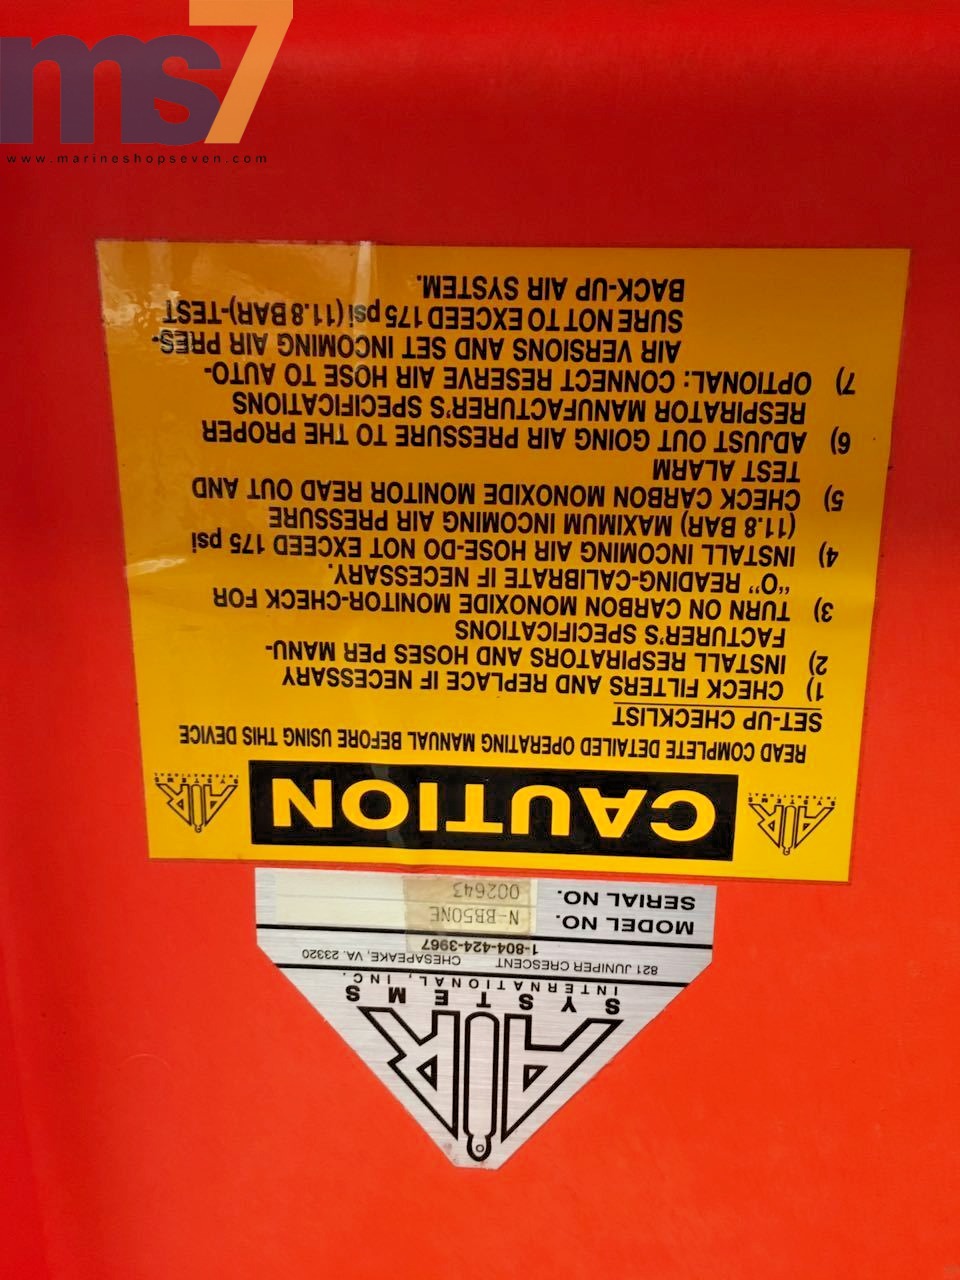 ms7
www.marineshopseven.com
AIR
SYSTEMS
INTERNATIONAL, INC.
821 JUNIPER CRESCENT CHESAPEAKE, VA. 23320
1-804-424-3967
MODEL NO. N-BB50NE
SERIAL NO. 002643
AIR
SYSTEMS
INTERNATIONAL
CAUTION
AIR
SYSTEMS
INTERNATIONAL
READ COMPLETE DETAILED OPERATING MANUAL BEFORE USING THIS DEVICE
SET-UP CHECKLIST
1) CHECK FILTERS AND REPLACE IF NECESSARY
2) INSTALL RESPIRATORS AND HOSES PER MANU-
FACTURER'S SPECIFICATIONS
3) TURN ON CARBON MONOXIDE MONITOR-CHECK FOR
"O" READING-CALIBRATE IF NECESSARY.
4) INSTALL INCOMING AIR HOSE-DO NOT EXCEED 175 psi
(11.8 BAR) MAXIMUM INCOMING AIR PRESSURE
5) CHECK CARBON MONOXIDE MONITOR READ OUT AND
TEST ALARM
6) ADJUST OUT GOING AIR PRESSURE TO THE PROPER
RESPIRATOR MANUFACTURER'S SPECIFICATIONS
7) OPTIONAL: CONNECT RESERVE AIR HOSE TO AUTO-
AIR VERSIONS AND SET INCOMING AIR PRES-
SURE NOT TO EXCEED 175 psi (11.8 BAR)-TEST
BACK-UP AIR SYSTEM.